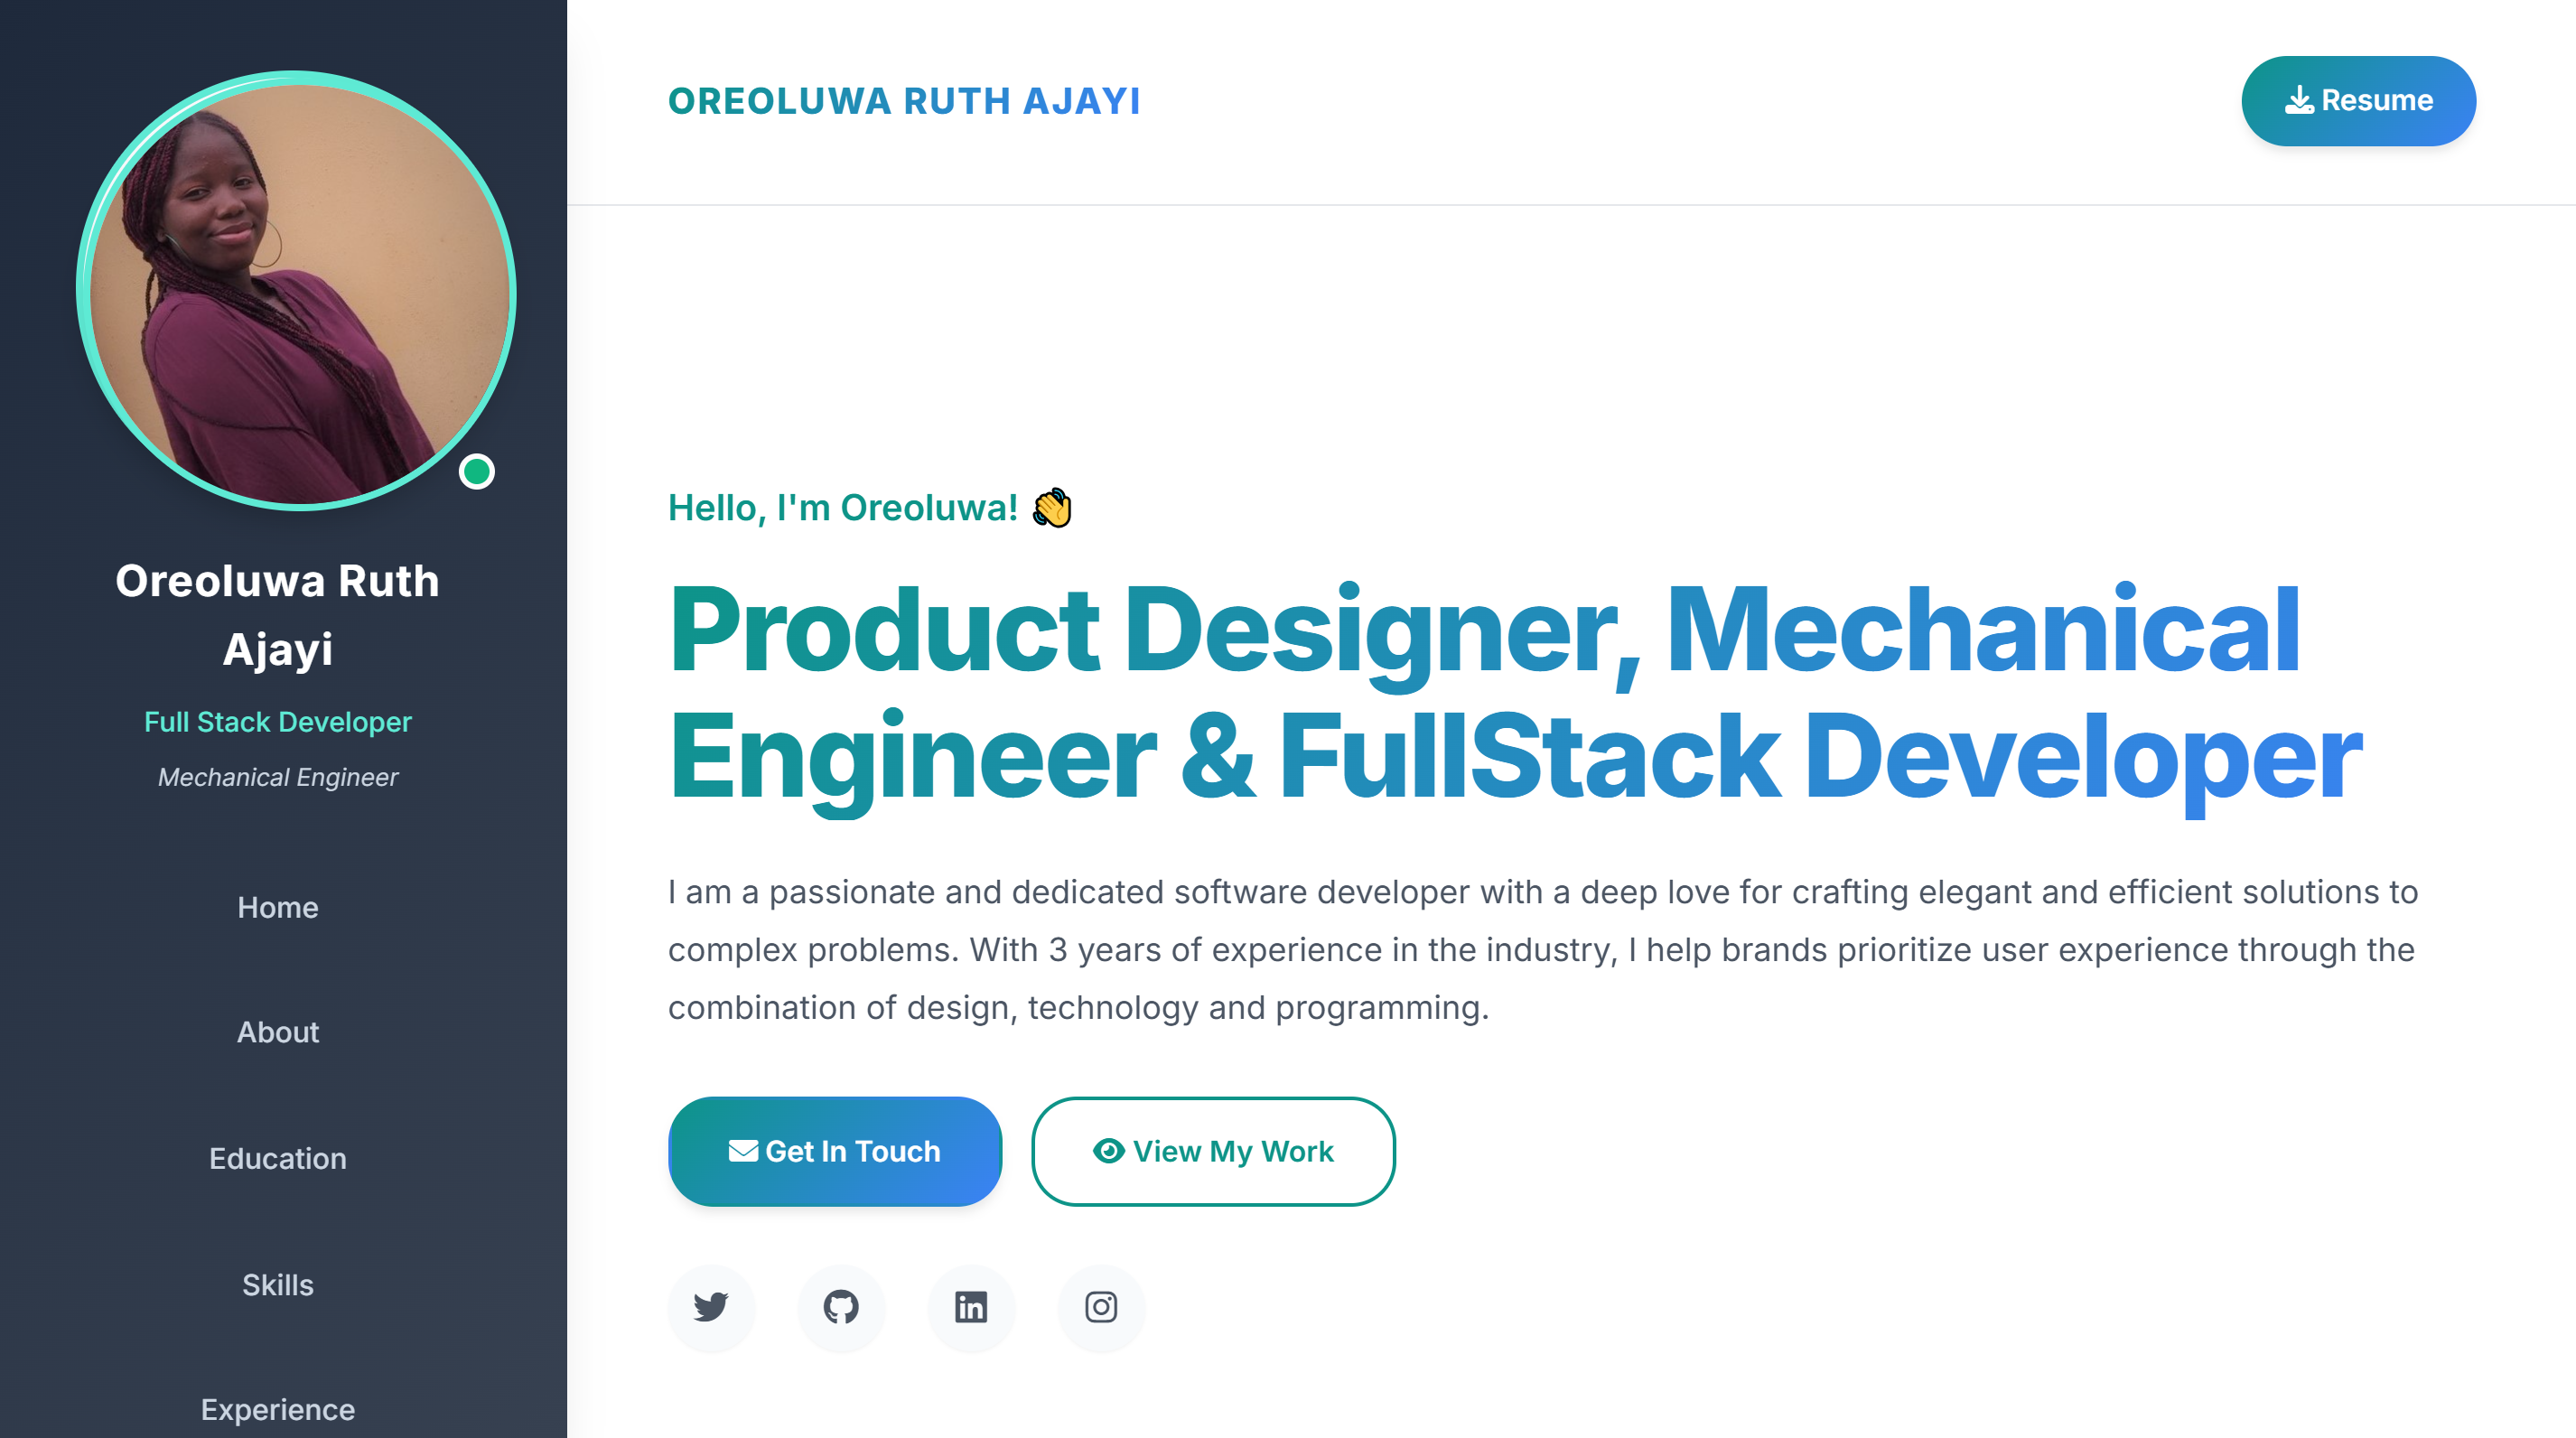 Oreoluwa Ruth
Ajayi
Full Stack Developer
Mechanical Engineer
Home
About
Education
Skills
Experience
OREOLUWA RUTH AJAYI
Resume
Hello, I'm Oreoluwa! 👋
Product Designer, Mechanical
Engineer & FullStack Developer
I am a passionate and dedicated software developer with a deep love for crafting elegant and efficient solutions to
complex problems. With 3 years of experience in the industry, I help brands prioritize user experience through the
combination of design, technology and programming.
Get In Touch
View My Work